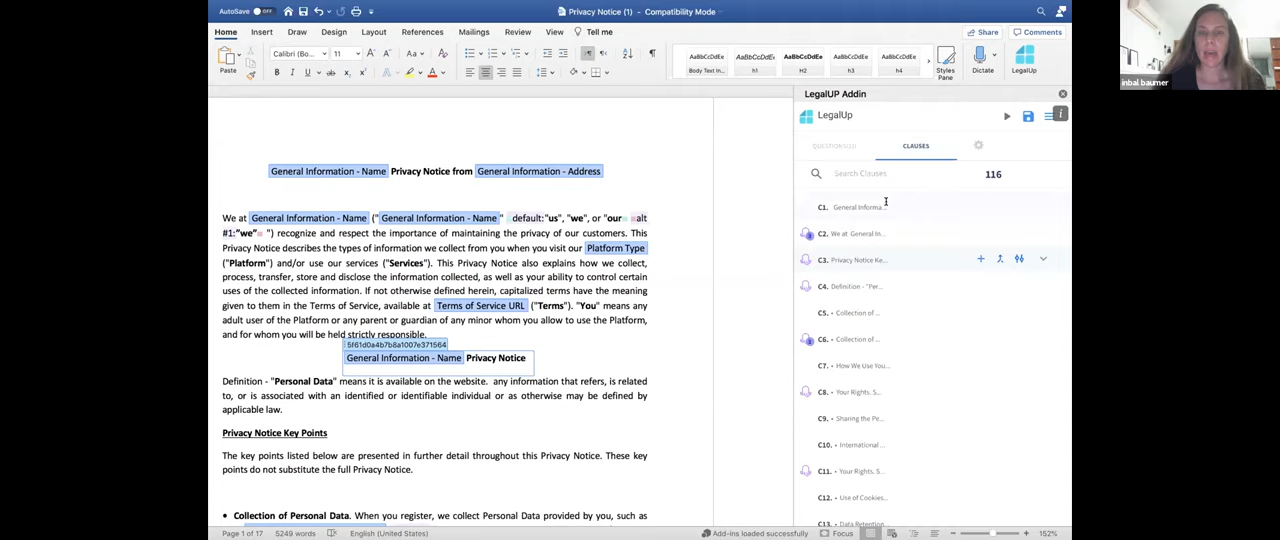 AutoSave OFF
Privacy Notice (1) - Compatibility Mode
Home Insert Draw Design Layout References Mailings Review View Tell me
Share Comments
Paste
Calibri (Bo... 11
AaBbCcDdEe AaBbCcDdEe AaBbCcDdEe AaBbCcDdEe AaBbCcDdEe
Body Text In... h1 H2 h3 h4
Styles Pane
Dictate
LegalUp
inbal baumer
LegalUP Addin
LegalUp
QUESTIONS(33) CLAUSES
Search Clauses 116
C1. General Informa...
C2. We at General In...
C3. Privacy Notice Ke...
C4. Definition - "Per...
C5. • Collection of ...
C6. • Collection of ...
C7. • How We Use You...
C8. • Your Rights. S...
C9. • Sharing the Pe...
C10. • International ...
C11. • Your Rights. S...
C12. • Use of Cookies...
C13. • Data Retention...
General Information - Name Privacy Notice from General Information - Address
We at General Information - Name ("General Information - Name" default:"us", "we", or "our alt
#1:"we" ") recognize and respect the importance of maintaining the privacy of our customers. This
Privacy Notice describes the types of information we collect from you when you visit our Platform Type
("Platform") and/or use our services ("Services"). This Privacy Notice also explains how we collect,
process, transfer, store and disclose the information collected, as well as your ability to control certain
uses of the collected information. If not otherwise defined herein, capitalized terms have the meaning
given to them in the Terms of Service, available at Terms of Service URL ("Terms"). "You" means any
adult user of the Platform or any parent or guardian of any minor whom you allow to use the Platform,
and for whom you will be held strictly responsible.
5f61d0a4b7b8a1007e371564
General Information - Name Privacy Notice
Definition - "Personal Data" means it is available on the website. any information that refers, is related
to, or is associated with an identified or identifiable individual or as otherwise may be defined by
applicable law.
Privacy Notice Key Points
The key points listed below are presented in further detail throughout this Privacy Notice. These key
points do not substitute the full Privacy Notice.
• Collection of Personal Data. When you register, we collect Personal Data provided by you, such as
Page 1 of 17 5249 words English (United States) Add-ins loaded successfully Focus 152%